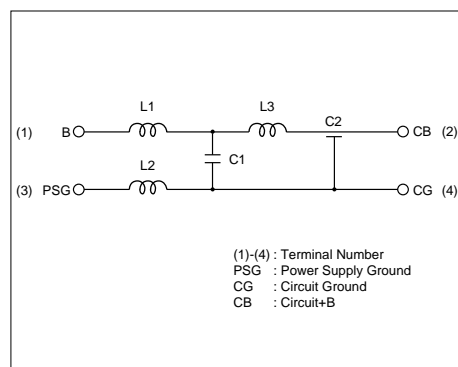 L1 L3 C2
(1) B CB (2)
C1
L2
(3) PSG CG (4)
(1)-(4) : Terminal Number
PSG : Power Supply Ground
CG : Circuit Ground
CB : Circuit+B